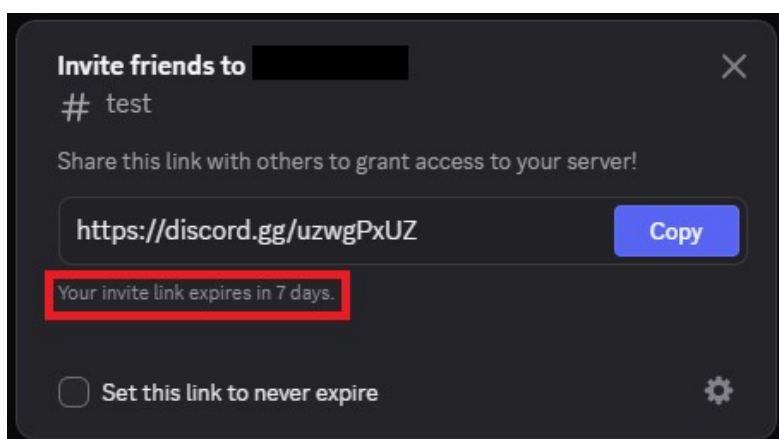 Invite friends to
# test
Share this link with others to grant access to your server!
https://discord.gg/uzwgPxUZ
Copy
Your invite link expires in 7 days.
Set this link to never expire